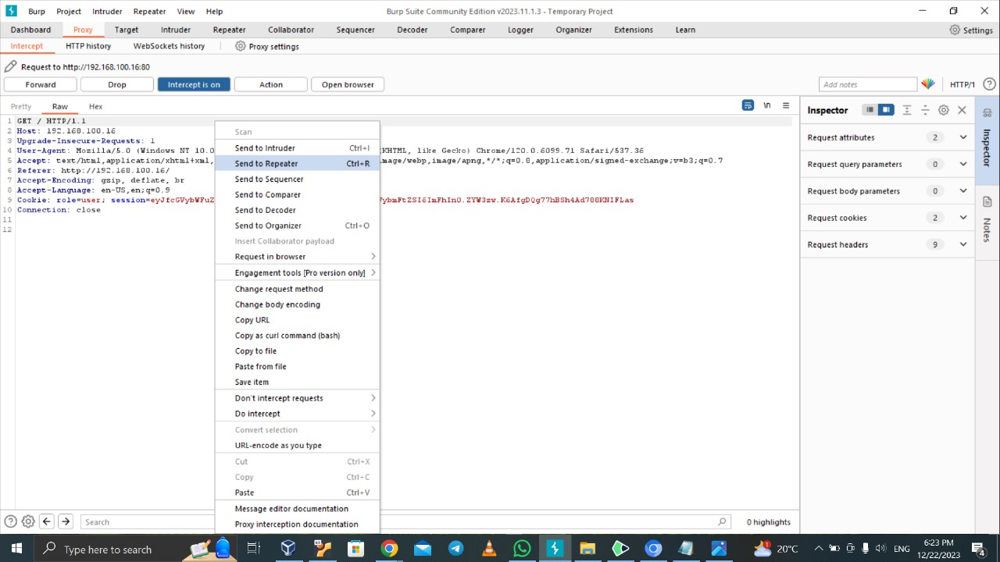 Burp Project Intruder Repeater View Help Burp Suite Community Edition v2023.11.1.3 - Temporary Project
Dashboard Proxy Target Intruder Repeater Collaborator Sequencer Decoder Comparer Logger Organizer Extensions Learn Settings
Intercept HTTP history WebSockets history Proxy settings
Request to http://192.168.100.16:80
Forward Drop Intercept is on Action Open browser Add notes HTTP/1
Pretty Raw Hex \n
1 GET / HTTP/1.1
2 Host: 192.168.100.16
3 Upgrade-Insecure-Requests: 1
4 User-Agent: Mozilla/5.0 (Windows NT 10.0 KHTML, like Gecko) Chrome/120.0.6099.71 Safari/537.36
5 Accept: text/html,application/xhtml+xml, image/webp,image/apng,*/*;q=0.8,application/signed-exchange;v=b3;q=0.7
6 Referer: http://192.168.100.16/
7 Accept-Encoding: gzip, deflate, br
8 Accept-Language: en-US,en;q=0.9
9 Cookie: role=user; session=
10 Connection: close
11
12
Scan
Send to Intruder Ctrl+I
Send to Repeater Ctrl+R
Send to Sequencer
Send to Comparer
Send to Decoder
Send to Organizer Ctrl+O
Insert Collaborator payload
Request in browser
Engagement tools [Pro version only]
Change request method
Change body encoding
Copy URL
Copy as curl command (bash)
Copy to file
Paste from file
Save item
Don't intercept requests
Do intercept
Convert selection
URL-encode as you type
Cut Ctrl+X
Copy Ctrl+C
Paste Ctrl+V
Message editor documentation
Proxy interception documentation
Inspector
Request attributes 2
Request query parameters 0
Request body parameters 0
Request cookies 2
Request headers 9
Inspector
Notes
Search 0 highlights
Type here to search 20°C ENG 6:23 PM
12/22/2023
4